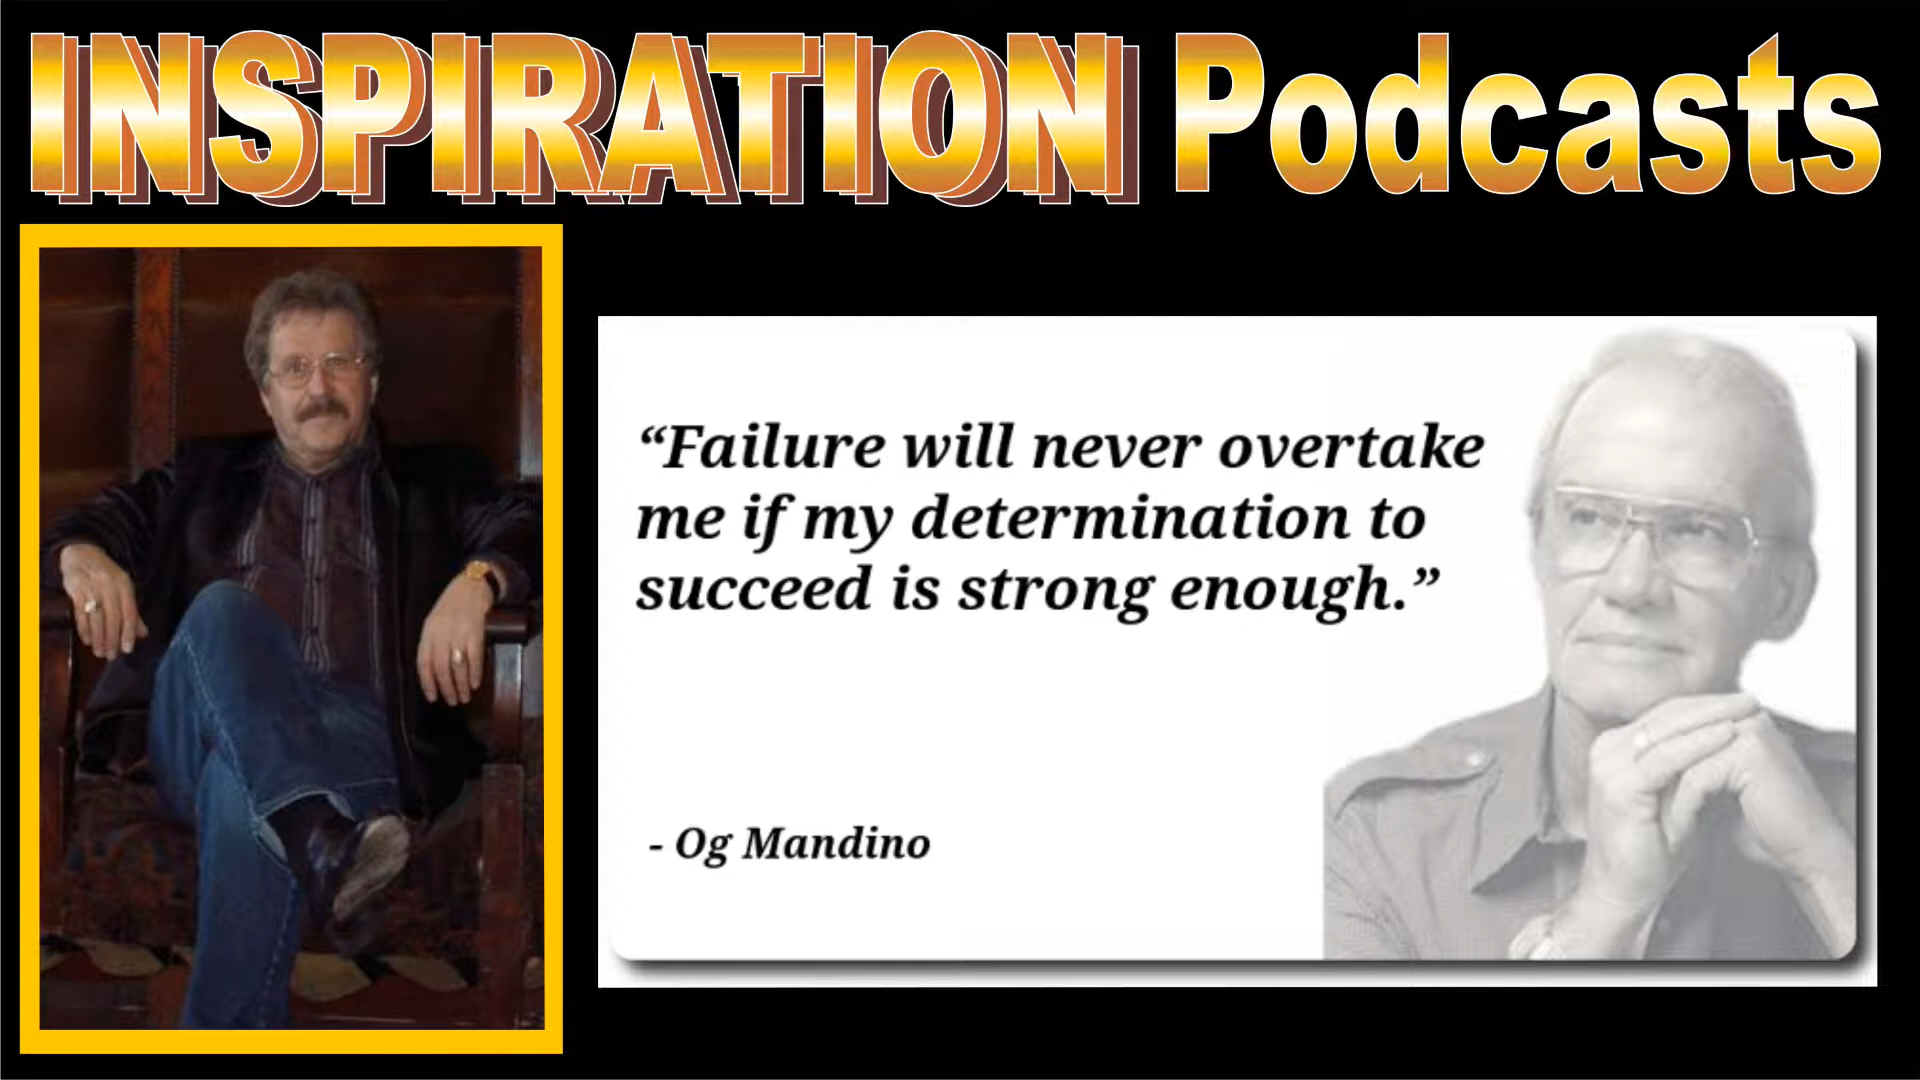 INSPIRATION Podcasts
“Failure will never overtake
me if my determination to
succeed is strong enough.”
- Og Mandino